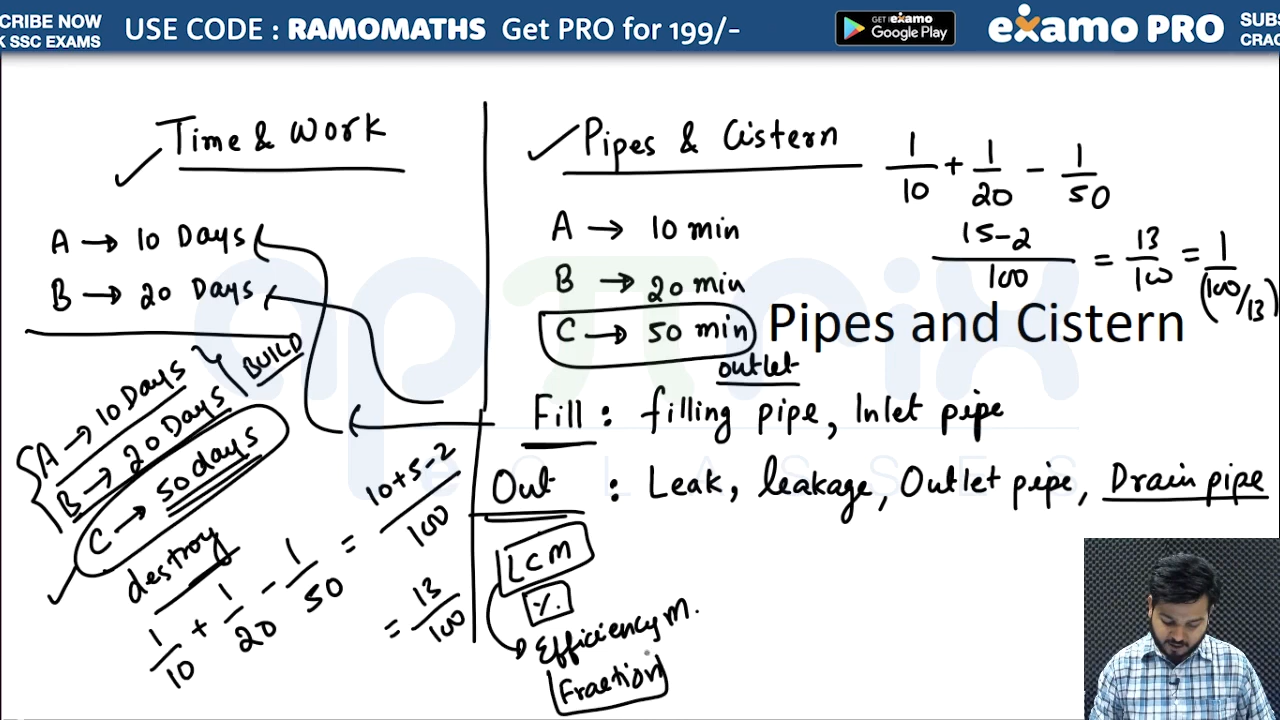 CRIBE NOW
K SSC EXAMS
USE CODE : RAMOMATHS Get PRO for 199/-
GET IT ON examo
Google Play
examo PRO
SUBS
CRAC
Time & Work
A → 10 Days
B → 20 Days
BUILD
A → 10 Days
B → 20 Days
C → 50 days
destroy
1/10 + 1/20 - 1/50 = 10+5-2/100
= 13/100
Pipes & Cistern
A → 10 min
B → 20 min
C → 50 min
outlet
1/10 + 1/20 - 1/50
15-2/100 = 13/100 = 1/(100/13)
Pipes and Cistern
Fill : filling pipe, Inlet pipe
Out : Leak, leakage, Outlet pipe, Drain pipe
LCM
%.
Efficiency M.
Fraction